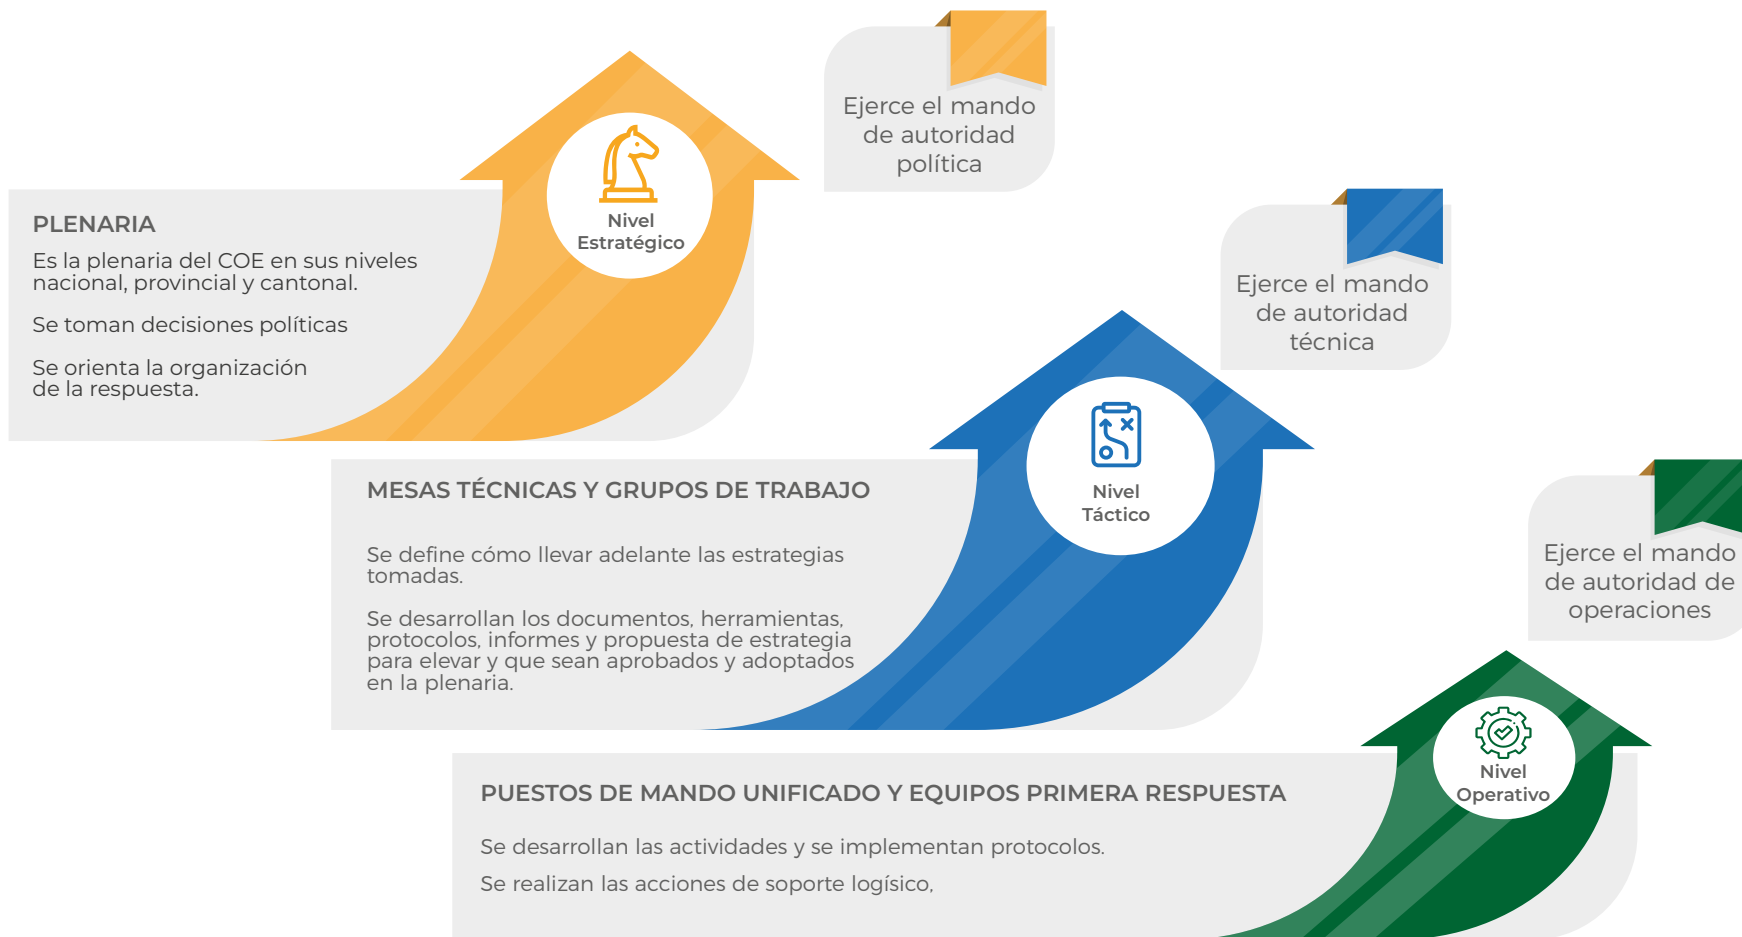 PLENARIA
Es la plenaria del COE en sus niveles
nacional, provincial y cantonal.
Se toman decisiones políticas
Se orienta la organización
de la respuesta.
Nivel
Estratégico
Ejerce el mando
de autoridad
política
MESAS TÉCNICAS Y GRUPOS DE TRABAJO
Se define cómo llevar adelante las estrategias
tomadas.
Se desarrollan los documentos, herramientas,
protocolos, informes y propuesta de estrategia
para elevar y que sean aprobados y adoptados
en la plenaria.
Nivel
Táctico
Ejerce el mando
de autoridad
técnica
PUESTOS DE MANDO UNIFICADO Y EQUIPOS PRIMERA RESPUESTA
Se desarrollan las actividades y se implementan protocolos.
Se realizan las acciones de soporte logísico,
Nivel
Operativo
Ejerce el mando
de autoridad de
operaciones